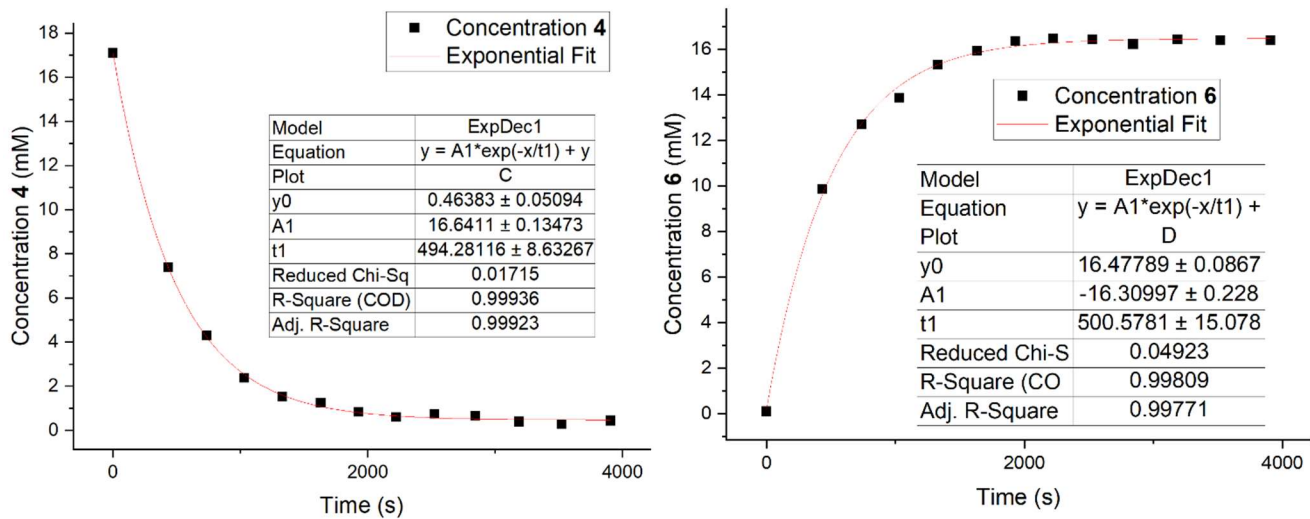 Concentration 4
Exponential Fit
Concentration 4 (mM)
18
16
14
12
10
8
6
4
2
0
Model ExpDec1
Equation y = A1*exp(-x/t1) + y
Plot C
y0 0.46383 ± 0.05094
A1 16.6411 ± 0.13473
t1 494.28116 ± 8.63267
Reduced Chi-Sq 0.01715
R-Square (COD) 0.99936
Adj. R-Square 0.99923
0 2000 4000
Time (s)
Concentration 6 (mM)
16
14
12
10
8
6
4
2
0
Concentration 6
Exponential Fit
Model ExpDec1
Equation y = A1*exp(-x/t1) +
Plot D
y0 16.47789 ± 0.0867
A1 -16.30997 ± 0.228
t1 500.5781 ± 15.078
Reduced Chi-S 0.04923
R-Square (CO 0.99809
Adj. R-Square 0.99771
0 2000 4000
Time (s)